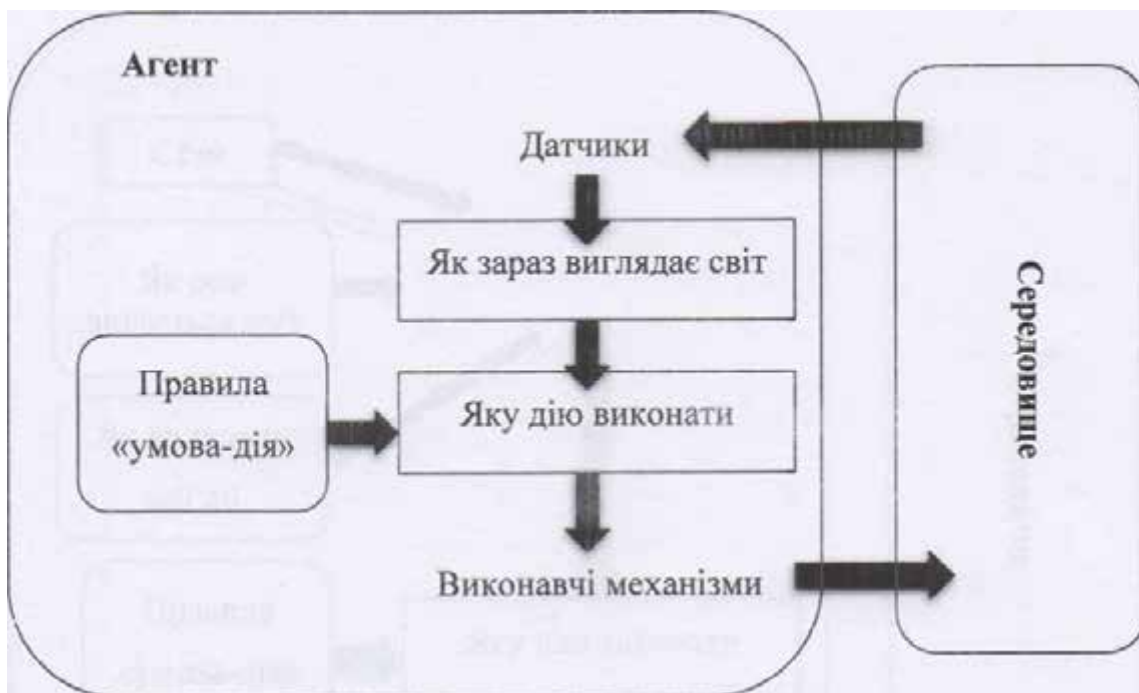 Агент
Датчики
Як зараз виглядає світ
Правила
«умова-дія»
Яку дію виконати
Виконавчі механізми
Середовище